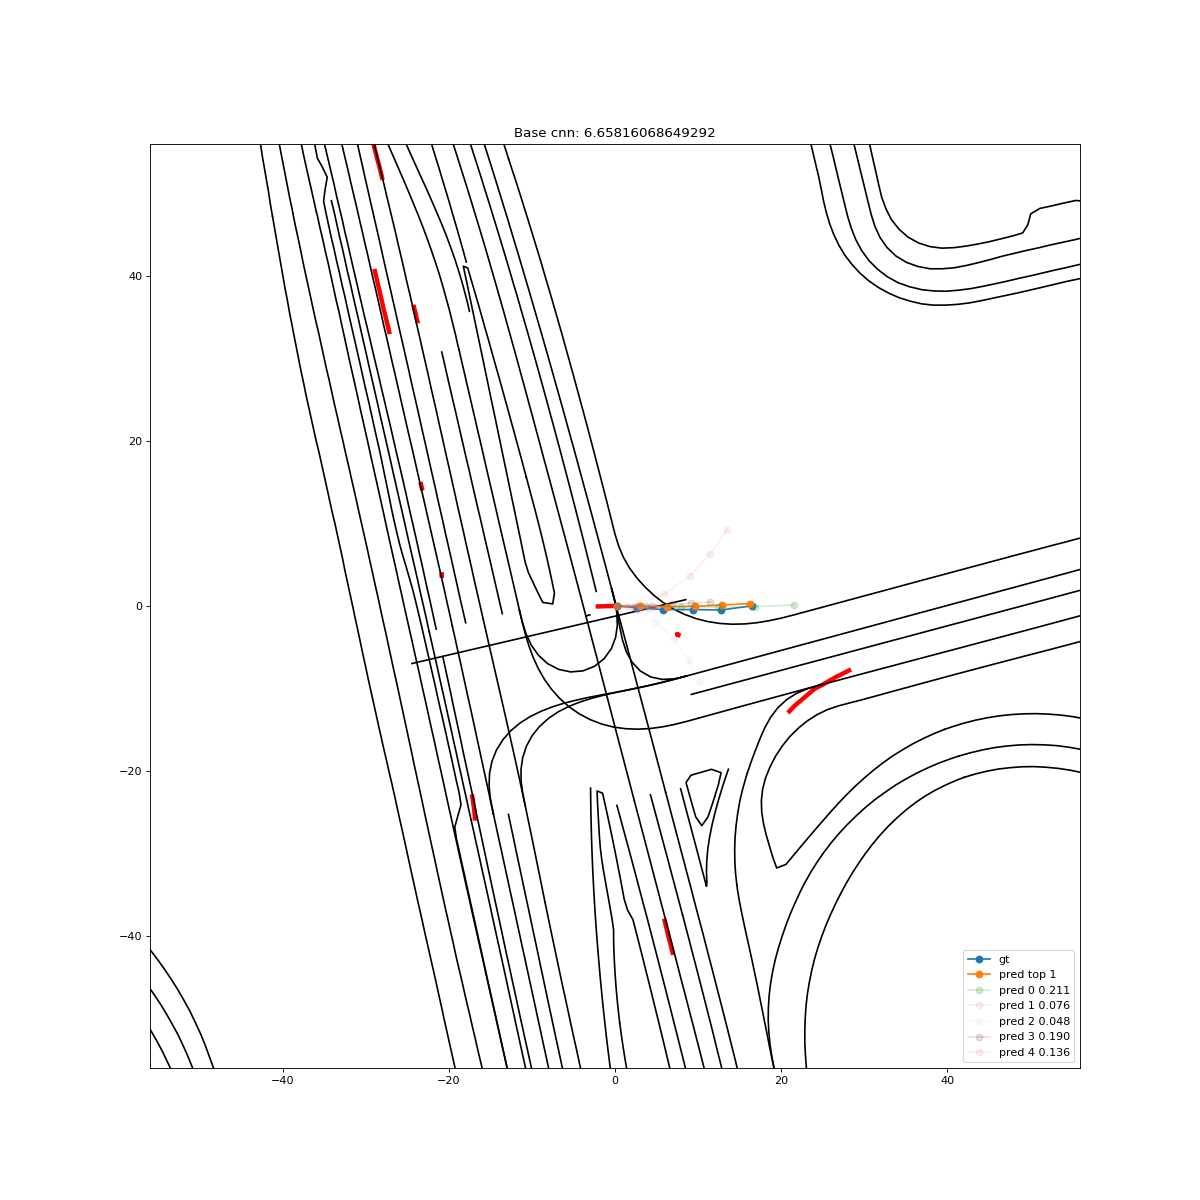 Base cnn: 6.65816068649292
40
20
0
−20
−40
−40
−20
0
20
40
gt
pred top 1
pred 0 0.211
pred 1 0.076
pred 2 0.048
pred 3 0.190
pred 4 0.136